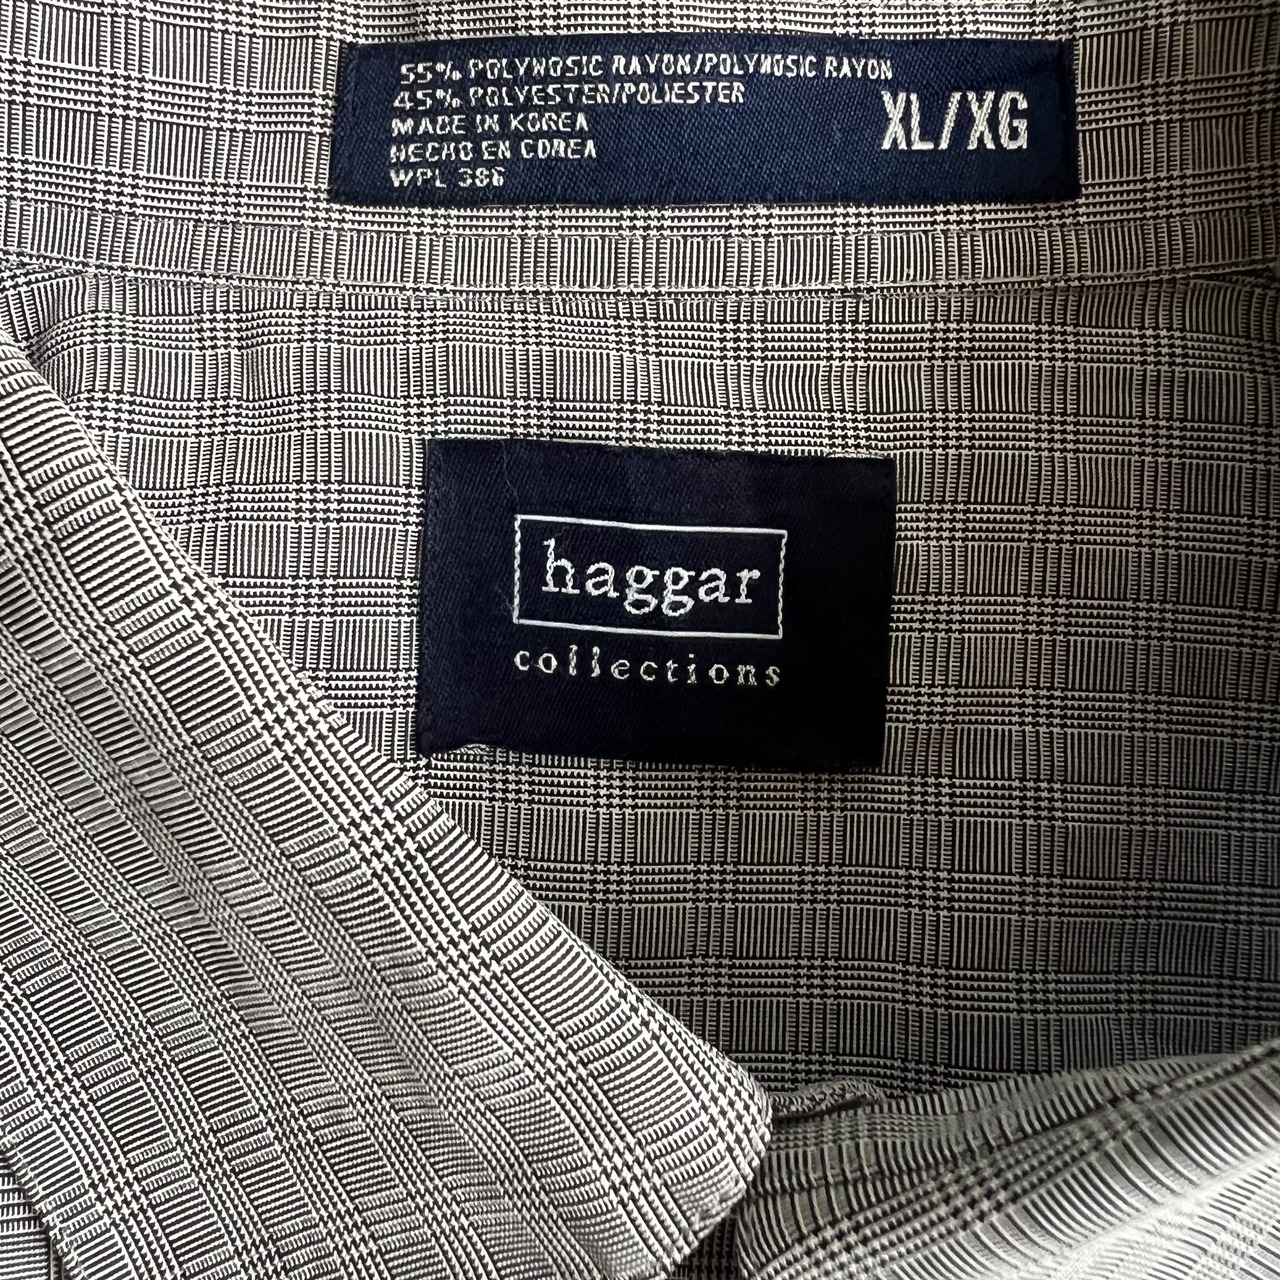 55% POLYNOSIC RAYON/POLYNOSIC RAYON
45% POLYESTER/POLIESTER
MADE IN KOREA
HECHO EN COREA
WPL 386
XL/XG
haggar
collections